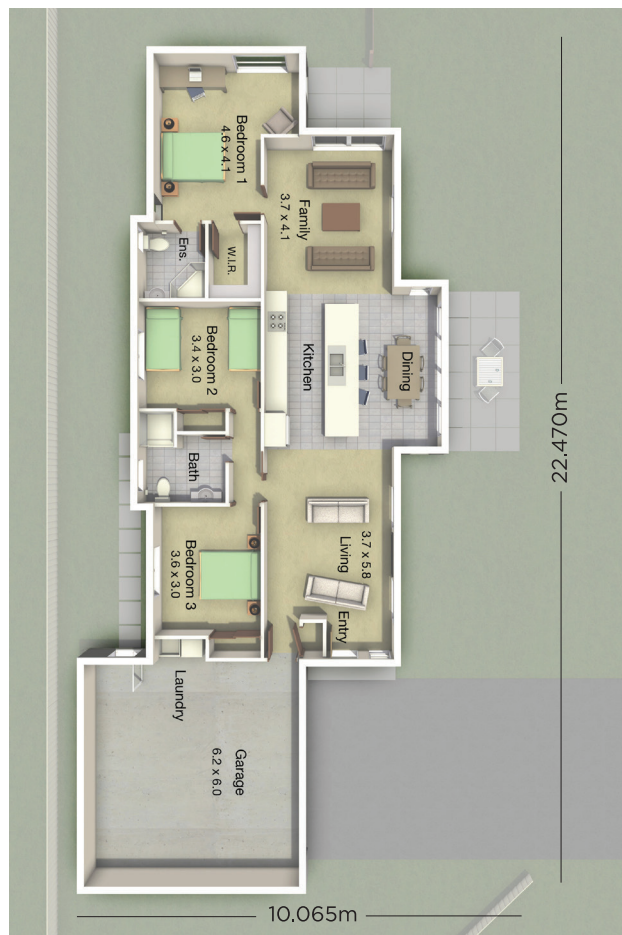 Bedroom 1
4.6 x 4.1
Family
3.7 x 4.1
Ens.
W.I.R.
Bedroom 2
3.4 x 3.0
Kitchen
Dining
22.470m
Bath
3.7 x 5.8
Living
Bedroom 3
3.6 x 3.0
Entry
Laundry
Garage
6.2 x 6.0
10.065m